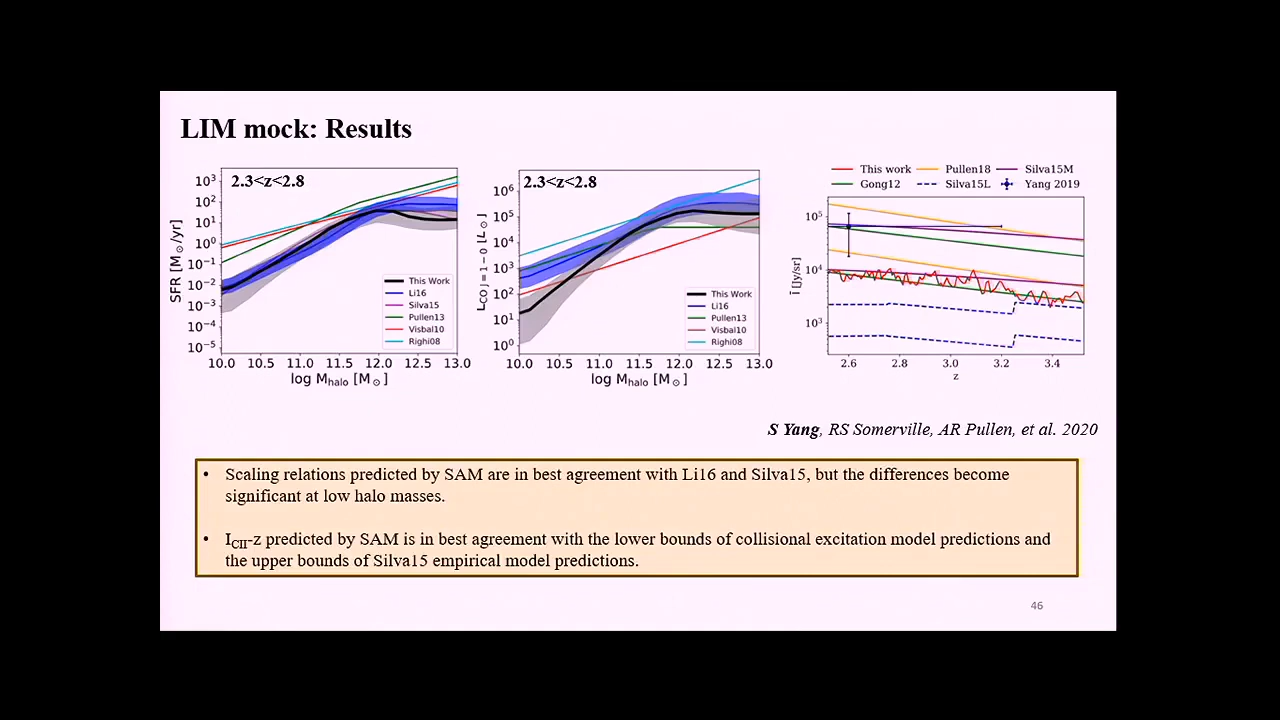 LIM mock: Results
2.3<z<2.8
SFR [M⊙/yr]
10³
10²
10¹
10⁰
10⁻¹
10⁻²
10⁻³
10⁻⁴
10⁻⁵
This Work
Li16
Silva15
Pullen13
Visbal10
Righi08
10.0 10.5 11.0 11.5 12.0 12.5 13.0
log Mhalo [M⊙]
2.3<z<2.8
L CO J=1−0 [L⊙]
10⁶
10⁵
10⁴
10³
10²
10¹
10⁰
This Work
Li16
Pullen13
Visbal10
Righi08
10.0 10.5 11.0 11.5 12.0 12.5 13.0
log Mhalo [M⊙]
This work Pullen18 Silva15M
Gong12 Silva15L Yang 2019
Ī [Jy/sr]
10⁵
10⁴
10³
2.6 2.8 3.0 3.2 3.4
z
S Yang, RS Somerville, AR Pullen, et al. 2020
• Scaling relations predicted by SAM are in best agreement with Li16 and Silva15, but the differences become
significant at low halo masses.
• ICII-z predicted by SAM is in best agreement with the lower bounds of collisional excitation model predictions and
the upper bounds of Silva15 empirical model predictions.
46